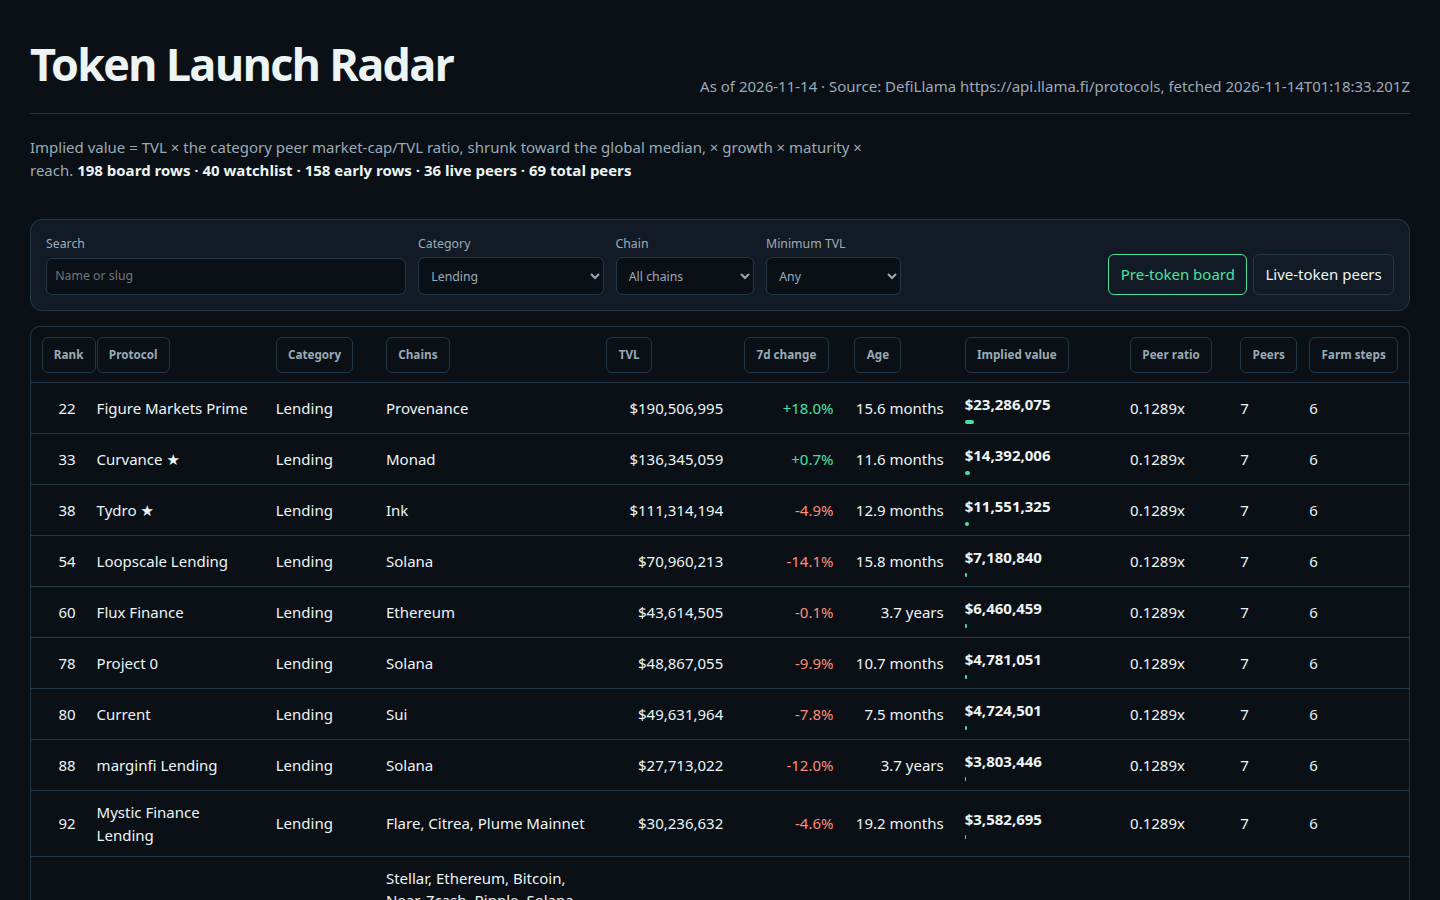 Token Launch Radar
As of 2026-11-14 · Source: DefiLlama https://api.llama.fi/protocols, fetched 2026-11-14T01:18:33.201Z
Implied value = TVL × the category peer market-cap/TVL ratio, shrunk toward the global median, × growth × maturity ×
reach. 198 board rows · 40 watchlist · 158 early rows · 36 live peers · 69 total peers
Search Category Chain Minimum TVL
Name or slug Lending All chains Any Pre-token board Live-token peers
Rank Protocol Category Chains TVL 7d change Age Implied value Peer ratio Peers Farm steps
22 Figure Markets Prime Lending Provenance $190,506,995 +18.0% 15.6 months $23,286,075 0.1289x 7 6
33 Curvance ★ Lending Monad $136,345,059 +0.7% 11.6 months $14,392,006 0.1289x 7 6
38 Tydro ★ Lending Ink $111,314,194 -4.9% 12.9 months $11,551,325 0.1289x 7 6
54 Loopscale Lending Lending Solana $70,960,213 -14.1% 15.8 months $7,180,840 0.1289x 7 6
60 Flux Finance Lending Ethereum $43,614,505 -0.1% 3.7 years $6,460,459 0.1289x 7 6
78 Project 0 Lending Solana $48,867,055 -9.9% 10.7 months $4,781,051 0.1289x 7 6
80 Current Lending Sui $49,631,964 -7.8% 7.5 months $4,724,501 0.1289x 7 6
88 marginfi Lending Lending Solana $27,713,022 -12.0% 3.7 years $3,803,446 0.1289x 7 6
92 Mystic Finance Lending Lending Flare, Citrea, Plume Mainnet $30,236,632 -4.6% 19.2 months $3,582,695 0.1289x 7 6
Stellar, Ethereum, Bitcoin,
Near, Zcash, Ripple, Solana,